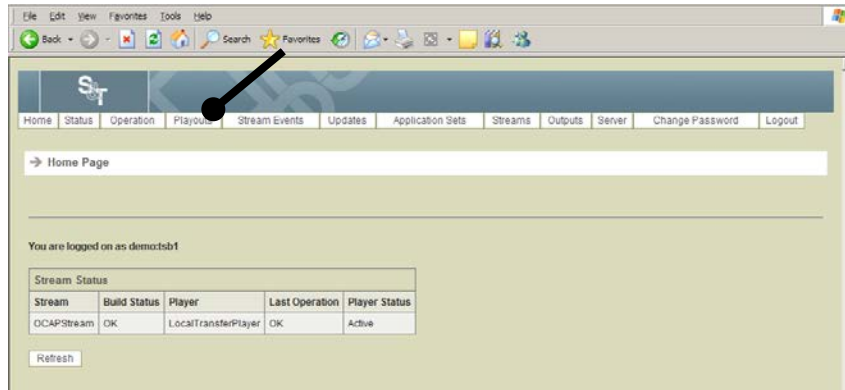 File Edit View Favorites Tools Help
Back Search Favorites
S&T
Home Status Operation Playouts Stream Events Updates Application Sets Streams Outputs Server Change Password Logout
Home Page
You are logged on as demo:tsb1
Stream Status
Stream Build Status Player Last Operation Player Status
OCAPStream OK LocalTransferPlayer OK Active
Refresh